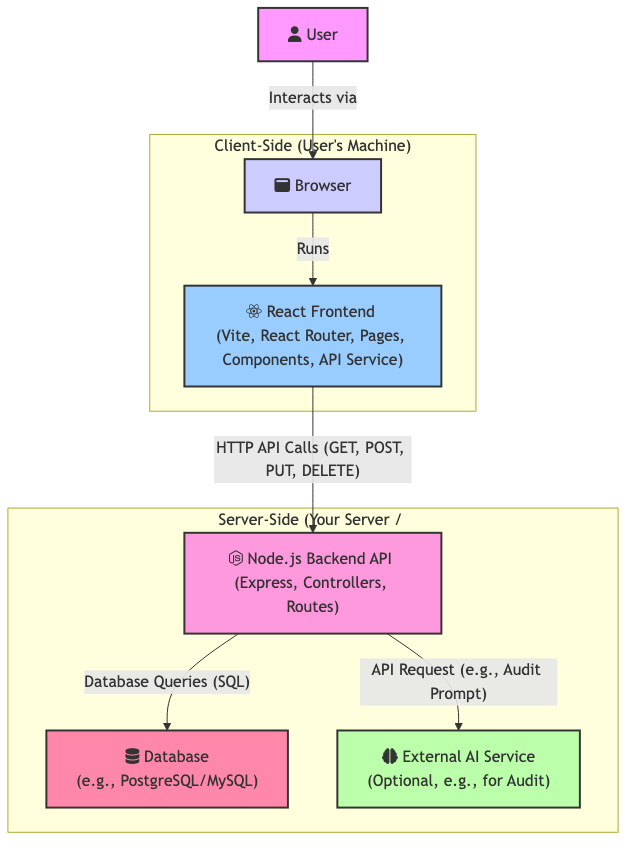 User
Interacts via
Client-Side (User's Machine)
Browser
Runs
React Frontend
(Vite, React Router, Pages,
Components, API Service)
HTTP API Calls (GET, POST,
PUT, DELETE)
Server-Side (Your Server /
Node.js Backend API
(Express, Controllers,
Routes)
Database Queries (SQL)
API Request (e.g., Audit
Prompt)
Database
(e.g., PostgreSQL/MySQL)
External AI Service
(Optional, e.g., for Audit)